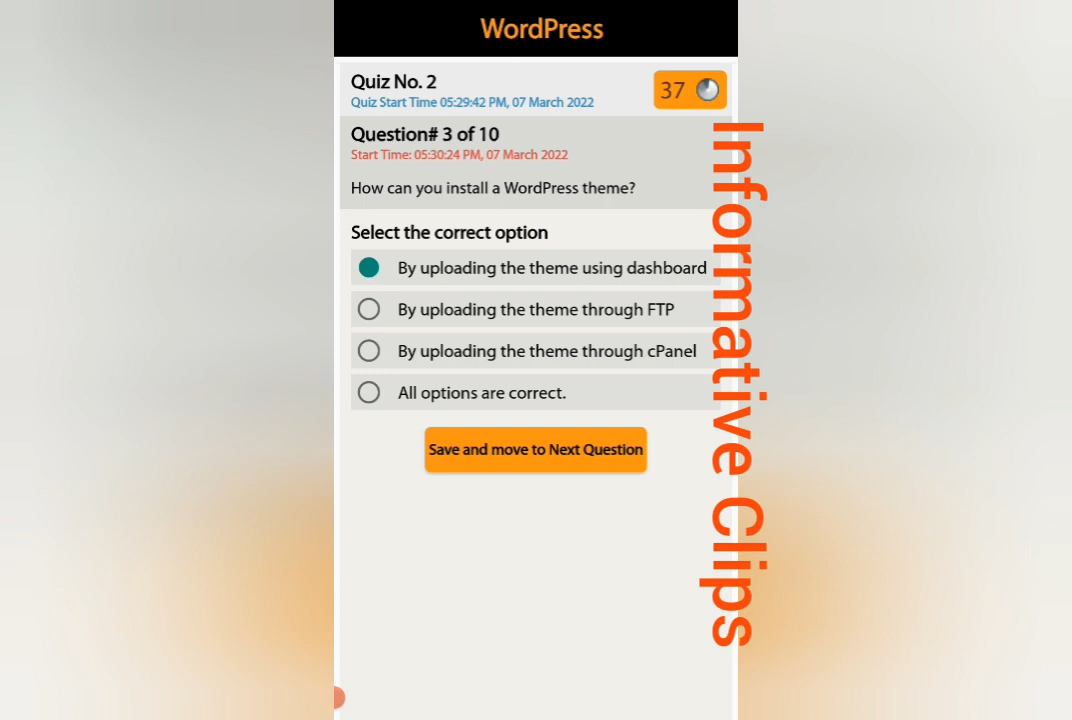 WordPress
Quiz No. 2
Quiz Start Time 05:29:42 PM, 07 March 2022
37
Question# 3 of 10
Start Time: 05:30:24 PM, 07 March 2022
How can you install a WordPress theme?
Select the correct option
By uploading the theme using dashboard
By uploading the theme through FTP
By uploading the theme through cPanel
All options are correct.
Save and move to Next Question
Informative Clips